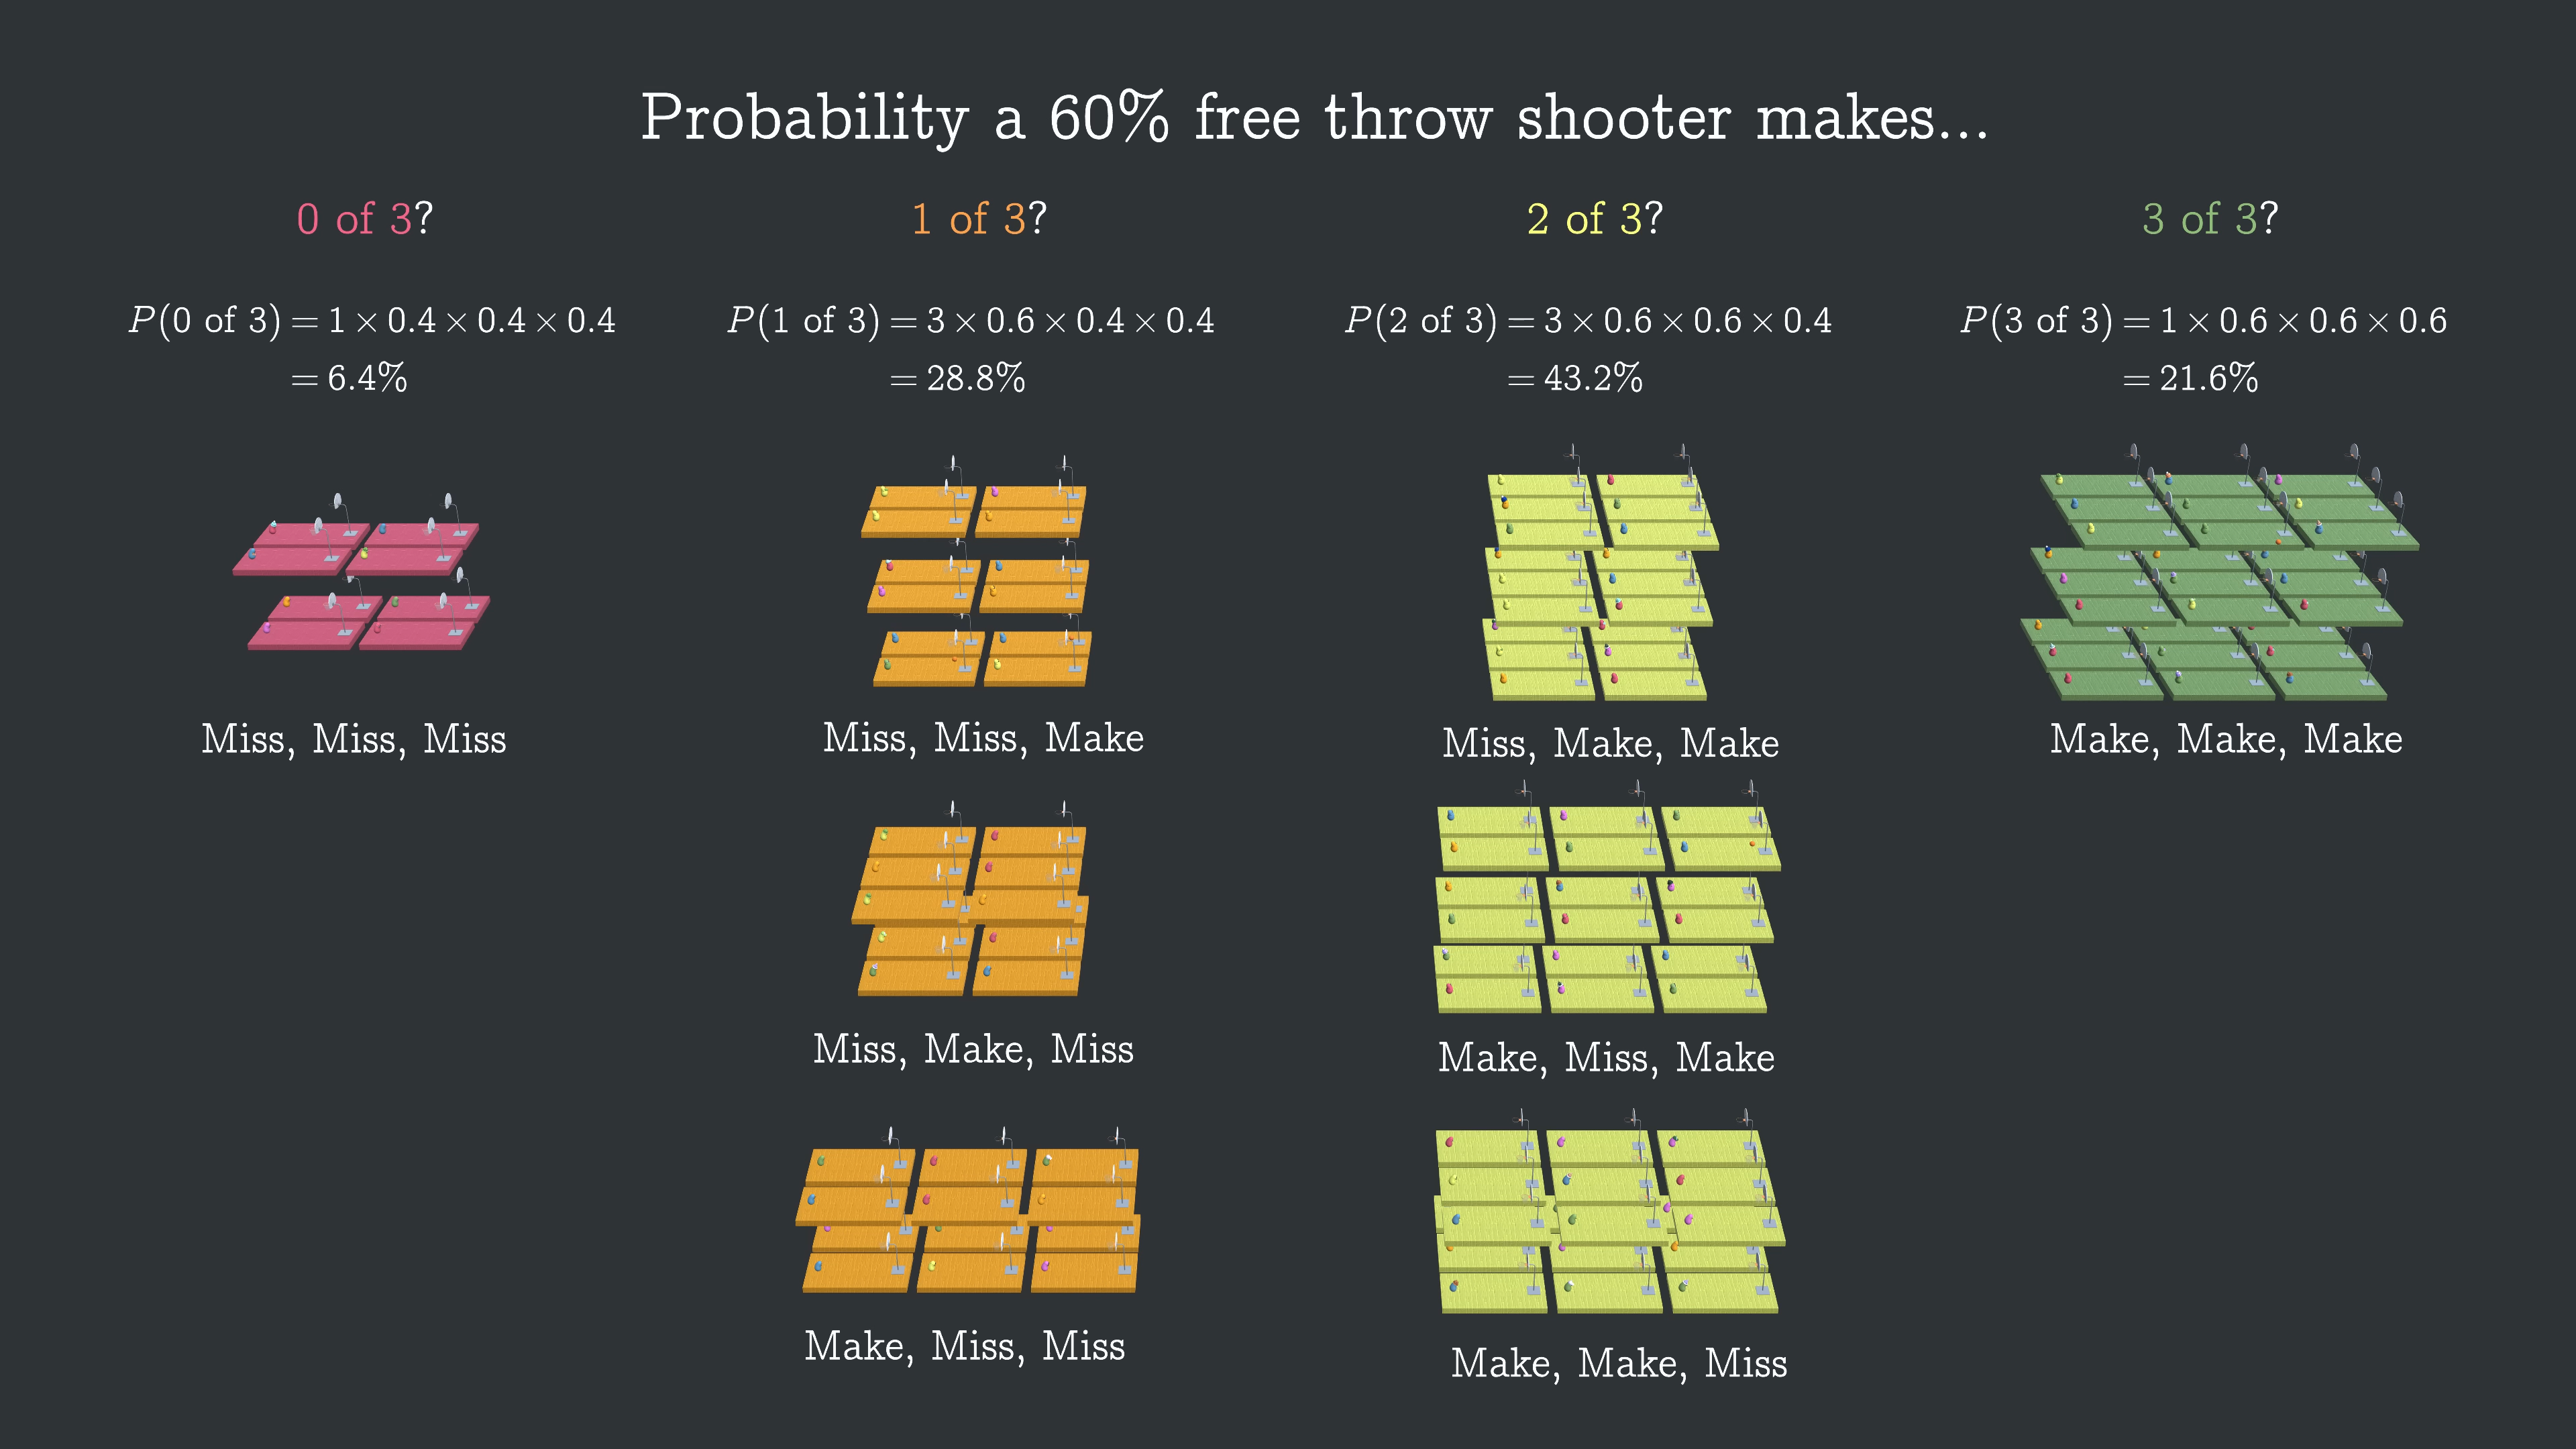 Probability a 60% free throw shooter makes...
0 of 3?
P(0 of 3) = 1 × 0.4 × 0.4 × 0.4
= 6.4%
Miss, Miss, Miss
1 of 3?
P(1 of 3) = 3 × 0.6 × 0.4 × 0.4
= 28.8%
Miss, Miss, Make
Miss, Make, Miss
Make, Miss, Miss
2 of 3?
P(2 of 3) = 3 × 0.6 × 0.6 × 0.4
= 43.2%
Miss, Make, Make
Make, Miss, Make
Make, Make, Miss
3 of 3?
P(3 of 3) = 1 × 0.6 × 0.6 × 0.6
= 21.6%
Make, Make, Make